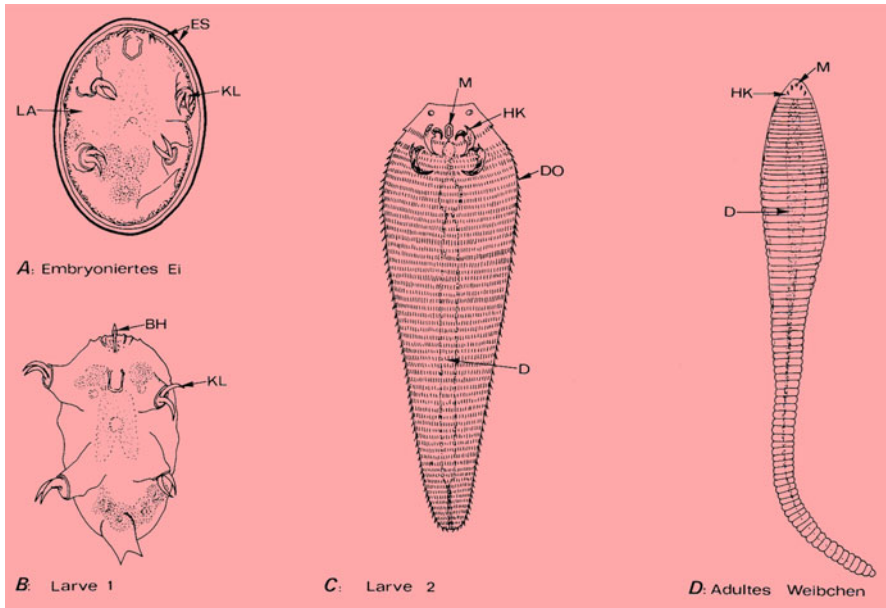 ES
KL
LA
A: Embryoniertes Ei
BH
KL
B: Larve 1
M
HK
DO
D
C: Larve 2
M
HK
D
D: Adultes Weibchen